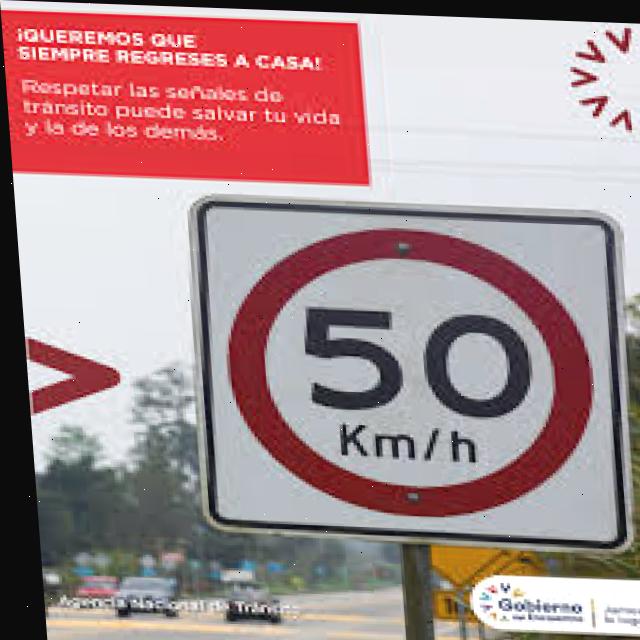 ¡QUEREMOS QUE
SIEMPRE REGRESES A CASA!
Respetar las señales de
tránsito puede salvar tu vida
y la de los demás.
50
Km/h
Agencia Nacional de Tránsito
Gobierno